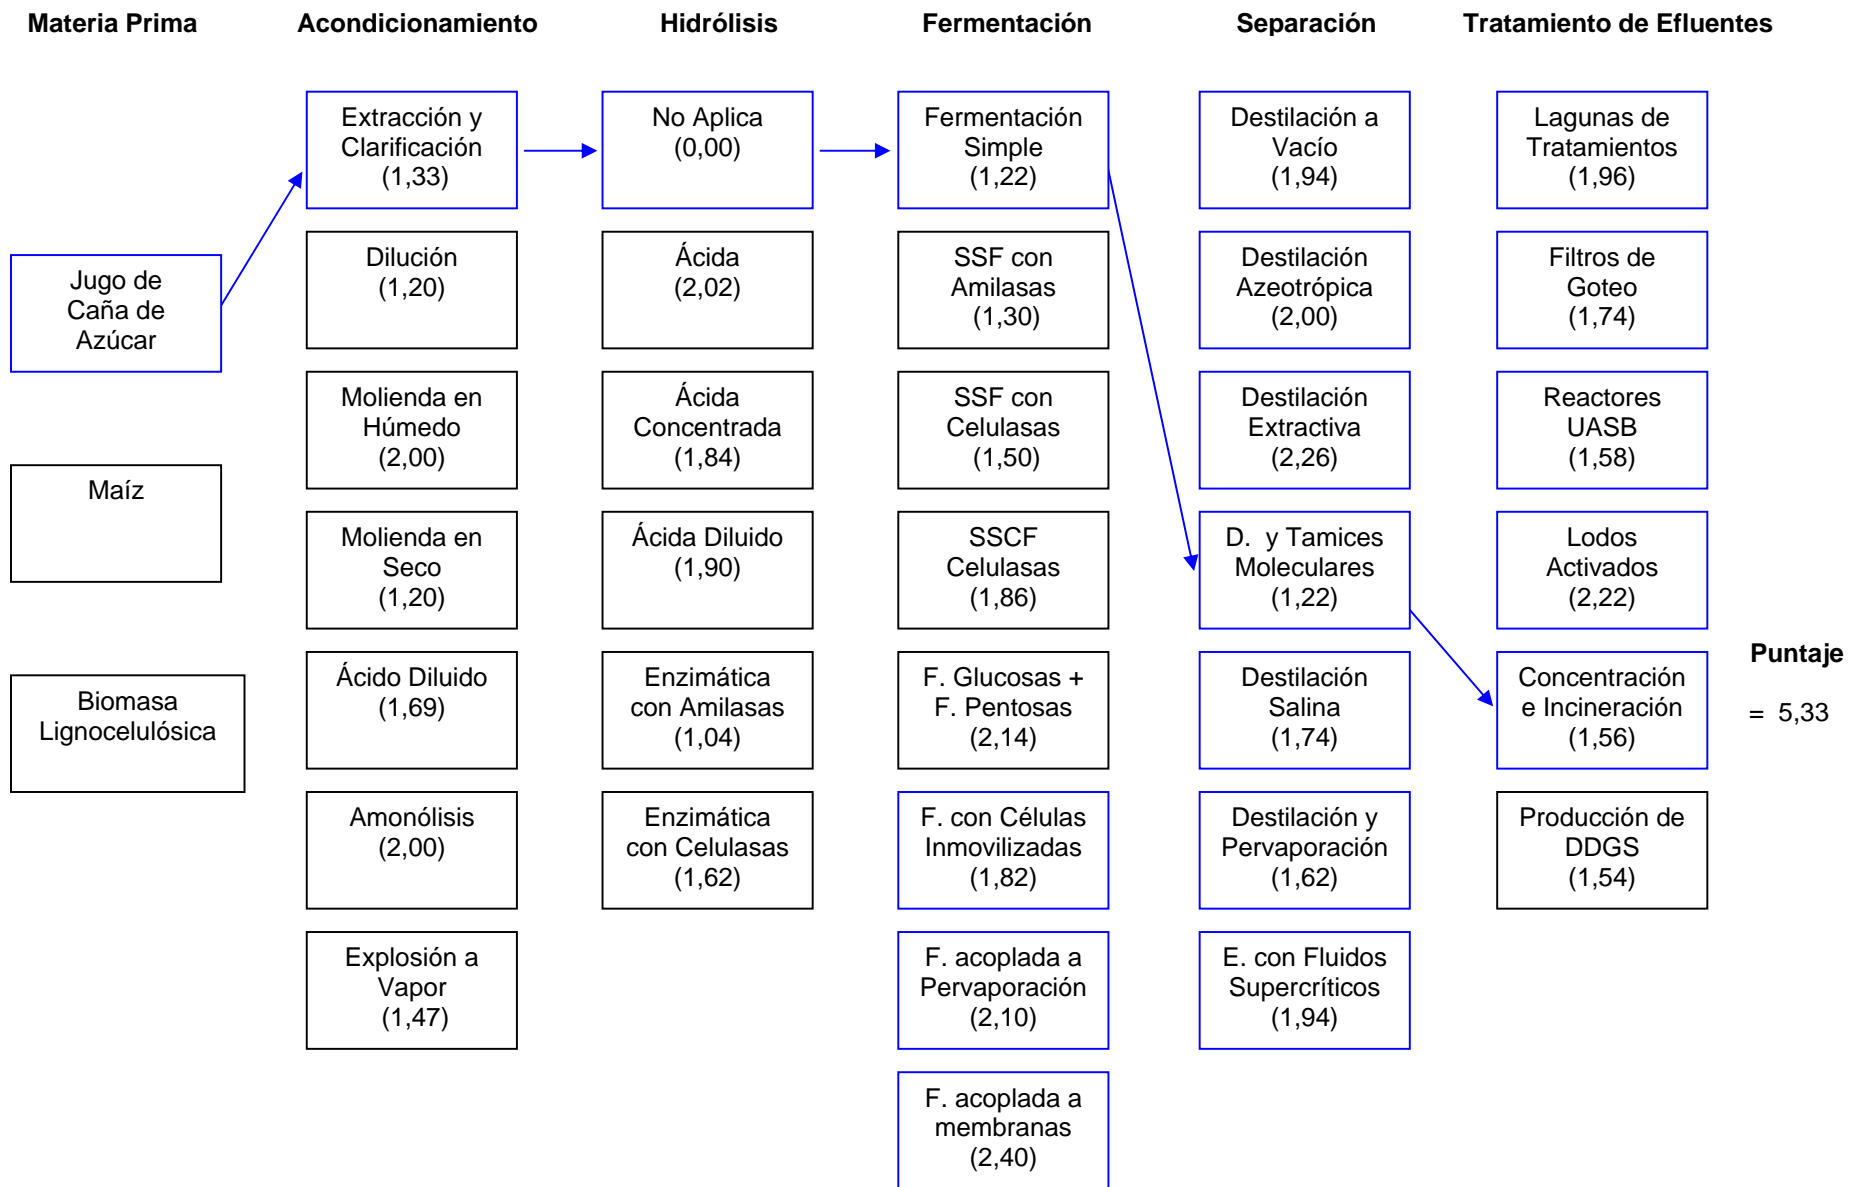 Materia Prima
Acondicionamiento
Hidrólisis
Fermentación
Separación
Tratamiento de Efluentes
Jugo de
Caña de
Azúcar
Maíz
Biomasa
Lignocelulósica
Extracción y
Clarificación
(1,33)
Dilución
(1,20)
Molienda en
Húmedo
(2,00)
Molienda en
Seco
(1,20)
Ácido Diluido
(1,69)
Amonólisis
(2,00)
Explosión a
Vapor
(1,47)
No Aplica
(0,00)
Ácida
(2,02)
Ácida
Concentrada
(1,84)
Ácida Diluido
(1,90)
Enzimática
con Amilasas
(1,04)
Enzimática
con Celulasas
(1,62)
Fermentación
Simple
(1,22)
SSF con
Amilasas
(1,30)
SSF con
Celulasas
(1,50)
SSCF
Celulasas
(1,86)
F. Glucosas +
F. Pentosas
(2,14)
F. con Células
Inmovilizadas
(1,82)
F. acoplada a
Pervaporación
(2,10)
F. acoplada a
membranas
(2,40)
Destilación a
Vacío
(1,94)
Destilación
Azeotrópica
(2,00)
Destilación
Extractiva
(2,26)
D. y Tamices
Moleculares
(1,22)
Destilación
Salina
(1,74)
Destilación y
Pervaporación
(1,62)
E. con Fluidos
Supercríticos
(1,94)
Lagunas de
Tratamientos
(1,96)
Filtros de
Goteo
(1,74)
Reactores
UASB
(1,58)
Lodos
Activados
(2,22)
Concentración
e Incineración
(1,56)
Producción de
DDGS
(1,54)
Puntaje
= 5,33